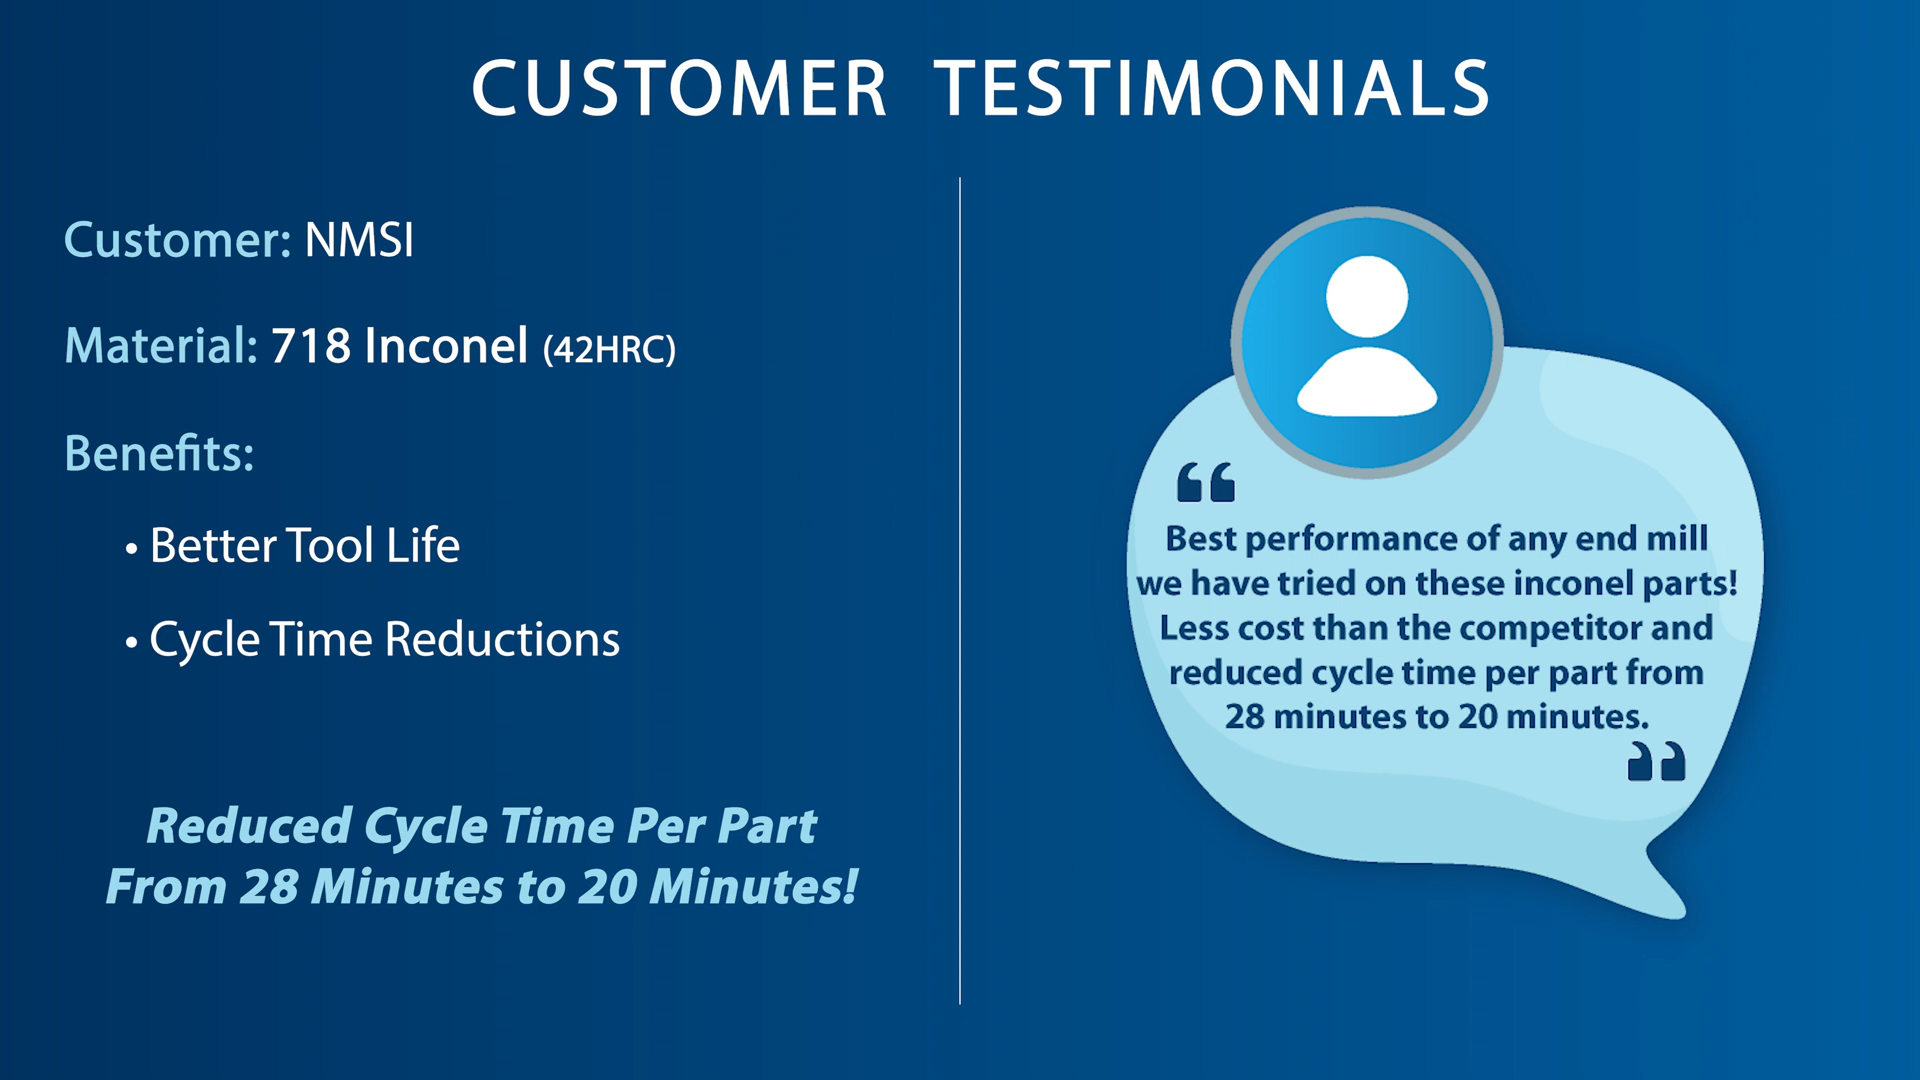 CUSTOMER TESTIMONIALS
Customer: NMSI
Material: 718 Inconel (42HRC)
Benefits:
• Better Tool Life
• Cycle Time Reductions
Reduced Cycle Time Per Part
From 28 Minutes to 20 Minutes!
“
Best performance of any end mill
we have tried on these inconel parts!
Less cost than the competitor and
reduced cycle time per part from
28 minutes to 20 minutes.
”